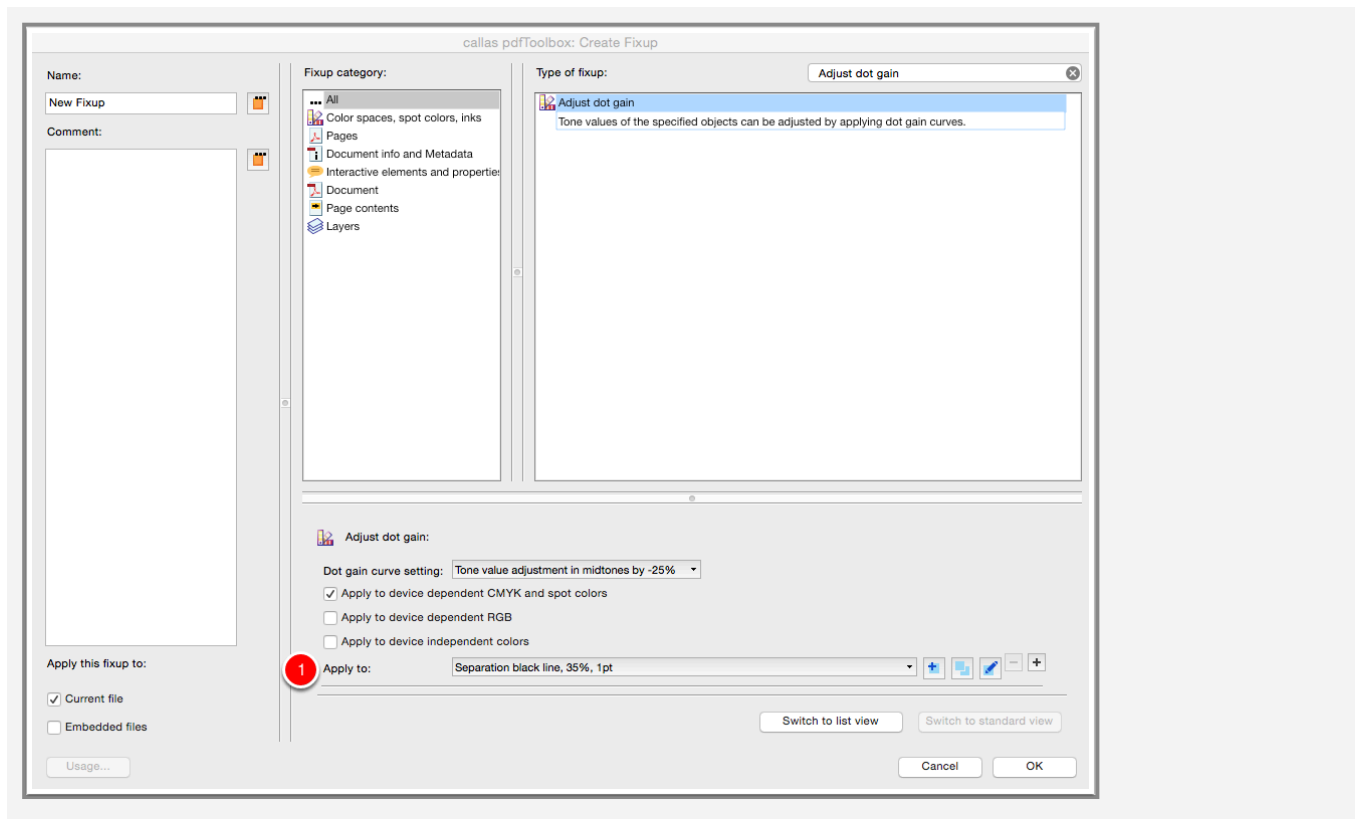 callas pdfToolbox: Create Fixup
Name:
New Fixup
Comment:
Apply this fixup to:
Current file
Embedded files
Usage...
Fixup category:
All
Color spaces, spot colors, inks
Pages
Document info and Metadata
Interactive elements and properties
Document
Page contents
Layers
Type of fixup:
Adjust dot gain
Adjust dot gain
Tone values of the specified objects can be adjusted by applying dot gain curves.
Adjust dot gain:
Dot gain curve setting: Tone value adjustment in midtones by -25%
Apply to device dependent CMYK and spot colors
Apply to device dependent RGB
Apply to device independent colors
1 Apply to: Separation black line, 35%, 1pt
Switch to list view Switch to standard view
Cancel OK